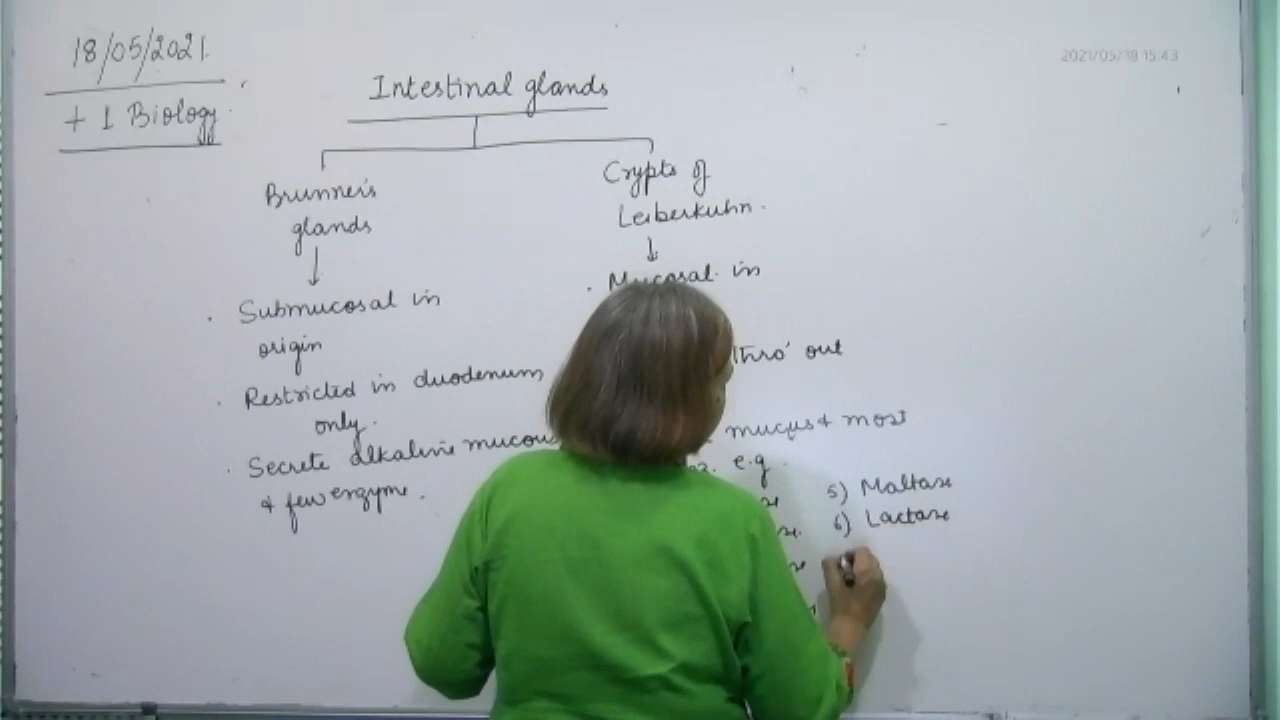 18/05/2021.
+ 1 Biology
2021/05/18 15:43
Intestinal glands
Brunner's
glands
Submucosal in
origin
Restricted in duodenum
only.
Secrete alkaline mucous
& few enzyme.
Crypts of
Leiberkuhn.
Mucosal in
thro' out
mucus & most
e.g.
5) Maltase
6) Lactase